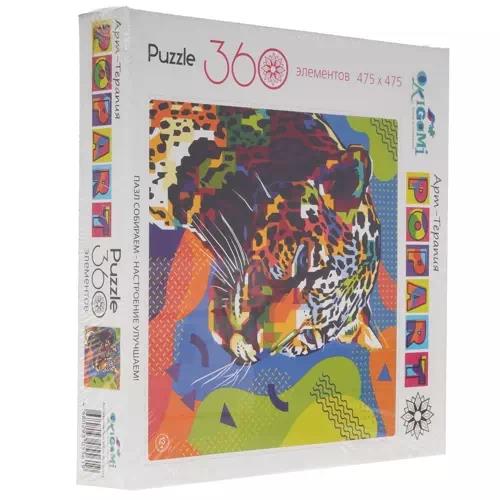 Puzzle 360 элементов 475 x 475
ORIGAMI
Арт-Терапия
POP ART
ПАЗЛ СОБИРАЕМ - НАСТРОЕНИЕ УЛУЧШАЕМ!
Арт-Терапия
POP ART
Puzzle
360
элементов
ORIGAMI